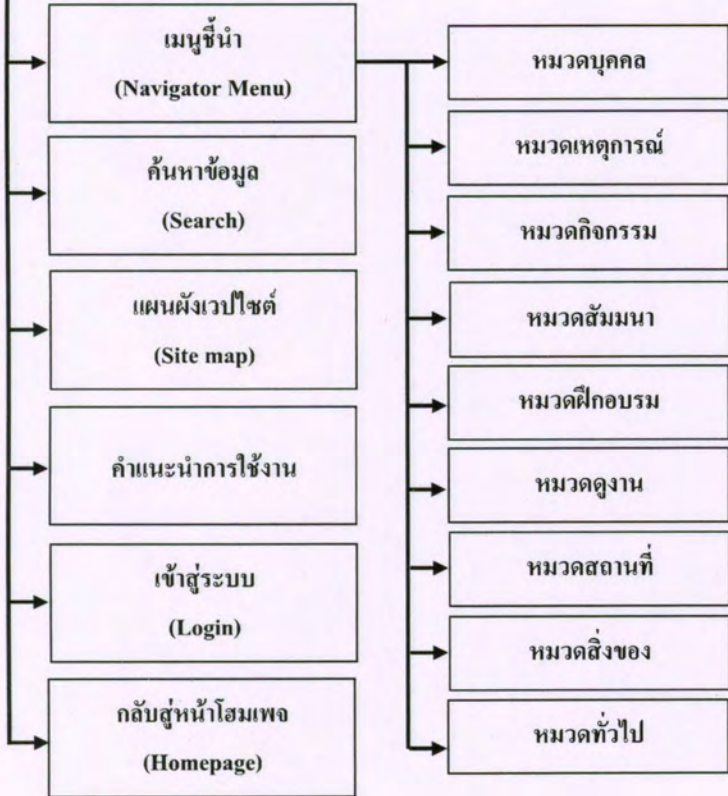 เมนูชี้นำ
(Navigator Menu)
ค้นหาข้อมูล
(Search)
แผนผังเวปไซต์
(Site map)
คำแนะนำการใช้งาน
เข้าสู่ระบบ
(Login)
กลับสู่หน้าโฮมเพจ
(Homepage)
หมวดบุคคล
หมวดเหตุการณ์
หมวดกิจกรรม
หมวดสัมมนา
หมวดฝึกอบรม
หมวดดูงาน
หมวดสถานที่
หมวดสิ่งของ
หมวดทั่วไป